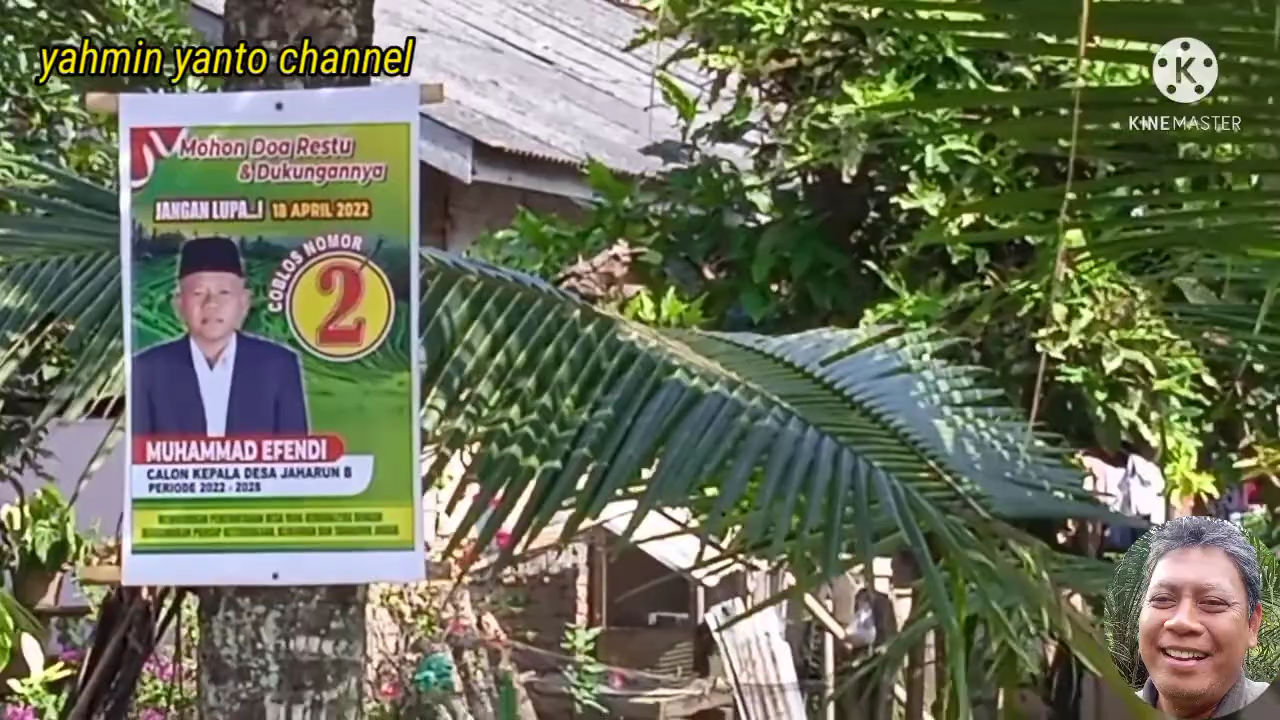 yahmin yanto channel
KINEMASTER
Mohon Doa Restu
& Dukungannya
JANGAN LUPA..! 18 APRIL 2022
COBLOS NOMOR
2
MUHAMMAD EFENDI
CALON KEPALA DESA JAHARUN B
PERIODE 2022 - 2028